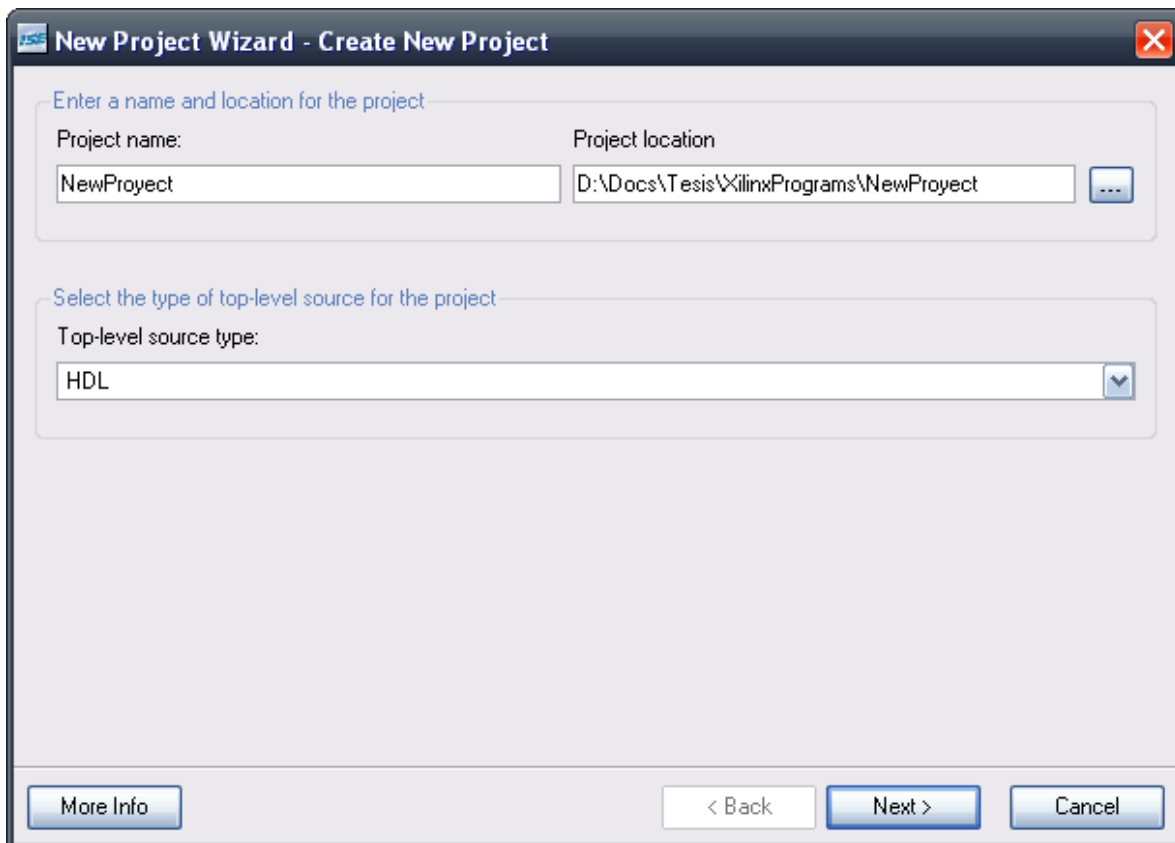 ISE New Project Wizard - Create New Project
Enter a name and location for the project
Project name: Project location
NewProyect D:\Docs\Tesis\XilinxPrograms\NewProyect ...
Select the type of top-level source for the project
Top-level source type:
HDL
More Info < Back Next > Cancel